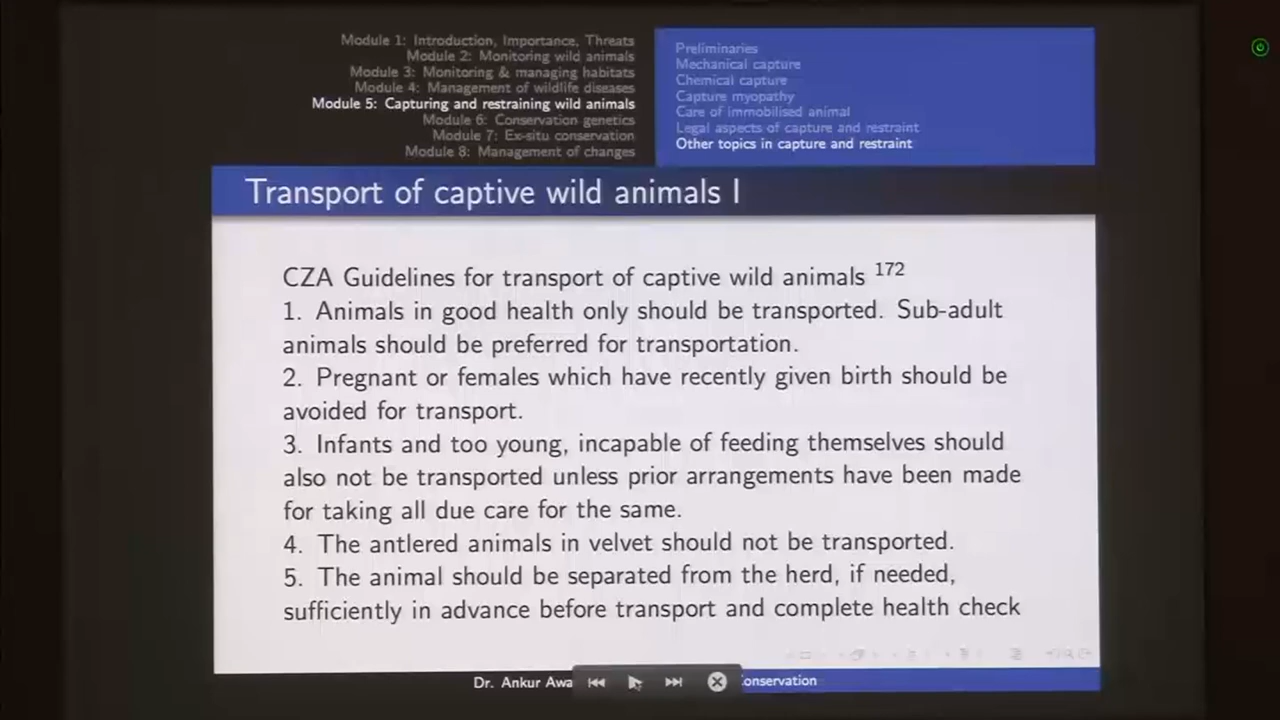 Module 1: Introduction, Importance, Threats
Module 2: Monitoring wild animals
Module 3: Monitoring & managing habitats
Module 4: Management of wildlife diseases
Module 5: Capturing and restraining wild animals
Module 6: Conservation genetics
Module 7: Ex-situ conservation
Module 8: Management of changes
Preliminaries
Mechanical capture
Chemical capture
Capture myopathy
Care of immobilised animal
Legal aspects of capture and restraint
Other topics in capture and restraint
Transport of captive wild animals I
CZA Guidelines for transport of captive wild animals 172
1. Animals in good health only should be transported. Sub-adult
animals should be preferred for transportation.
2. Pregnant or females which have recently given birth should be
avoided for transport.
3. Infants and too young, incapable of feeding themselves should
also not be transported unless prior arrangements have been made
for taking all due care for the same.
4. The antlered animals in velvet should not be transported.
5. The animal should be separated from the herd, if needed,
sufficiently in advance before transport and complete health check
Dr. Ankur Awa onservation